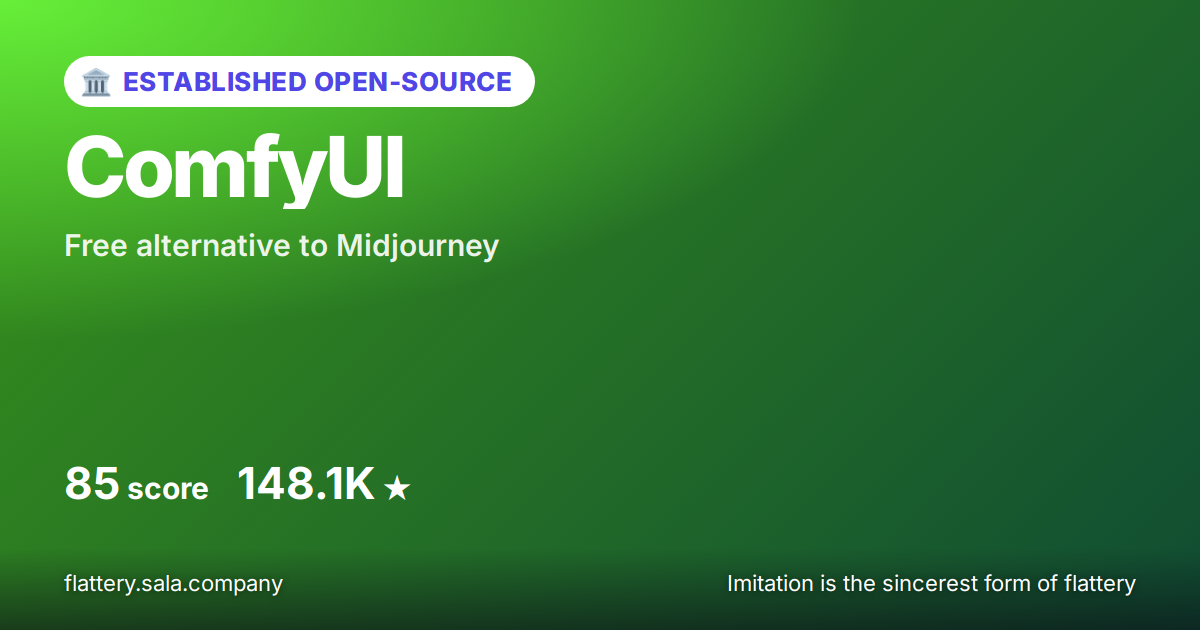 🏛️ ESTABLISHED OPEN-SOURCE
ComfyUI
Free alternative to Midjourney
85 score 148.1K ★
flattery.sala.company
Imitation is the sincerest form of flattery